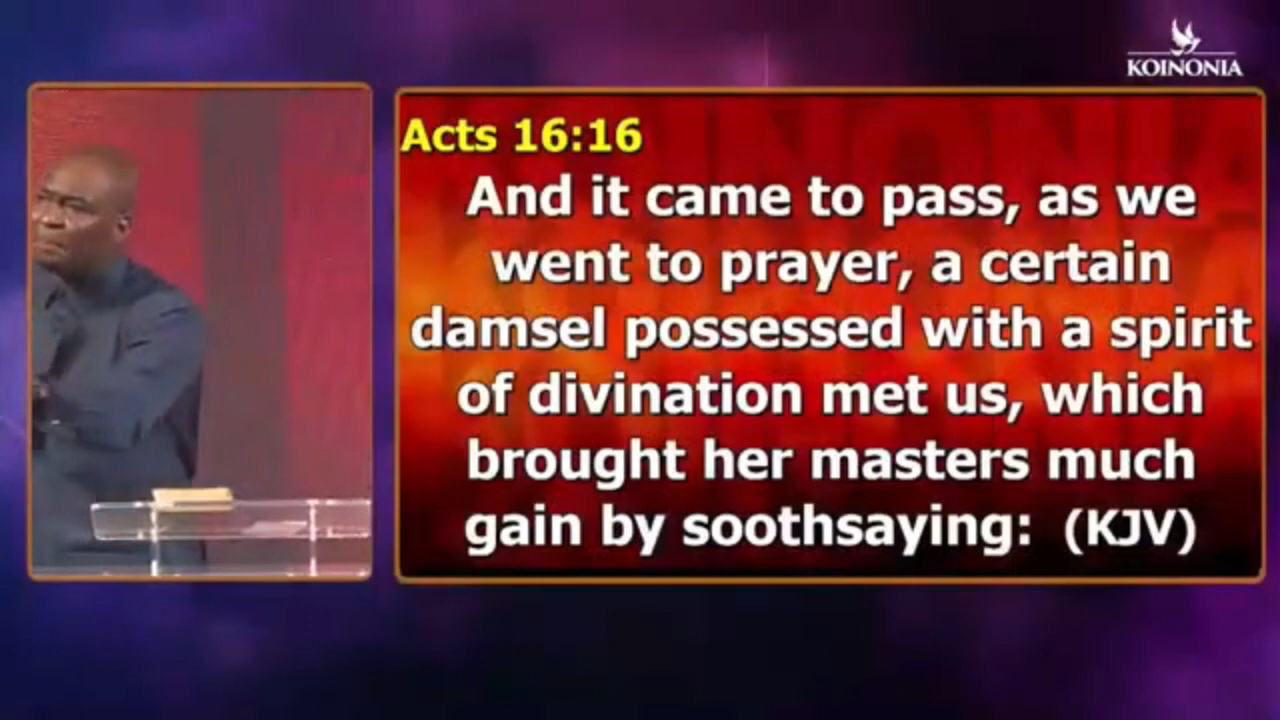 KOINONIA
Acts 16:16
And it came to pass, as we
went to prayer, a certain
damsel possessed with a spirit
of divination met us, which
brought her masters much
gain by soothsaying: (KJV)